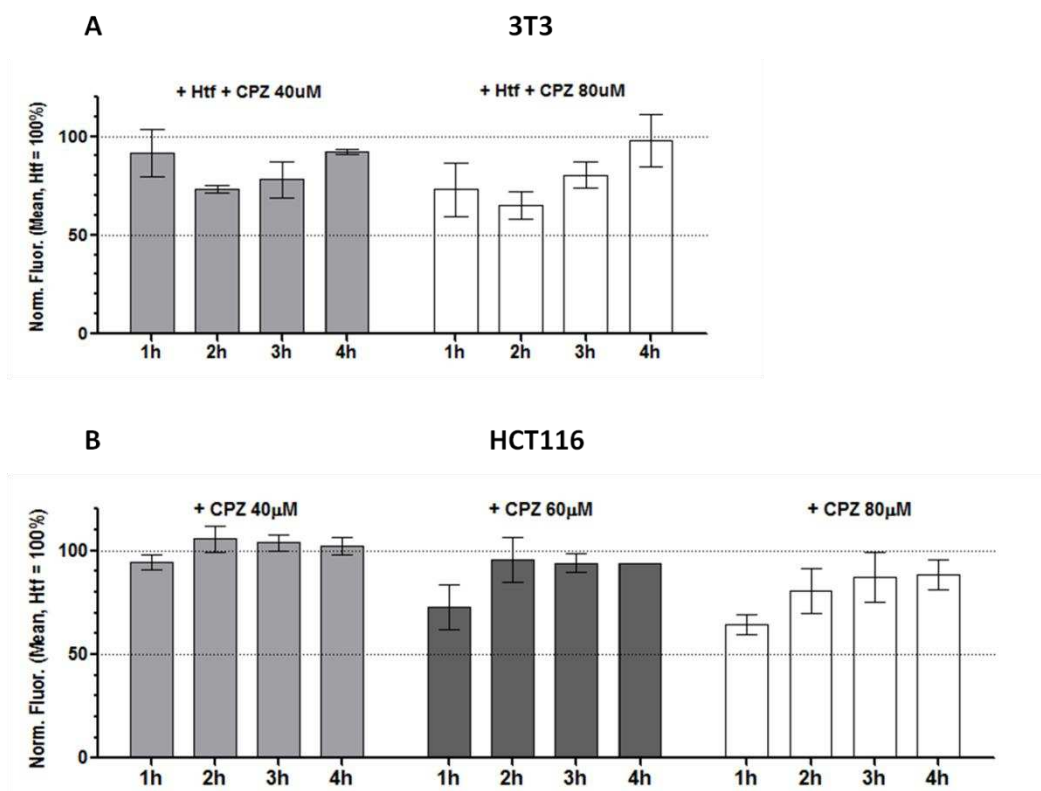 A
3T3
+ Htf + CPZ 40uM
+ Htf + CPZ 80uM
Norm. Fluor. (Mean, Htf = 100%)
100
50
0
1h 2h 3h 4h
1h 2h 3h 4h
B
HCT116
+ CPZ 40μM
+ CPZ 60μM
+ CPZ 80μM
Norm. Fluor. (Mean, Htf = 100%)
100
50
0
1h 2h 3h 4h
1h 2h 3h 4h
1h 2h 3h 4h